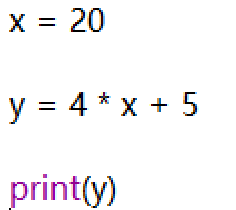 x = 20
y = 4 * x + 5
print(y)